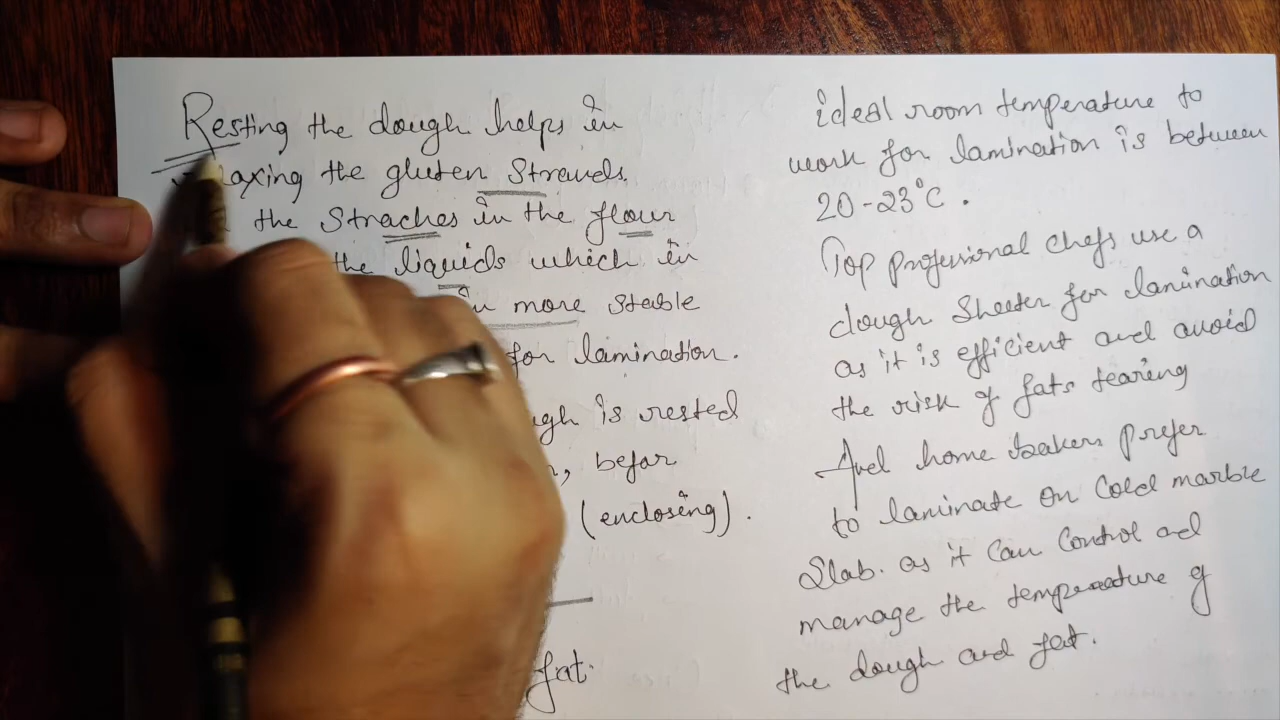 Resting the dough helps in
the gluten Strands.
the Straches in the flour
the liquids which in
more stable
for lamination.
is rested
befor
(enclosing).
fat.
ideal room temperature to
work for lamination is between
20-23°C.
Top professional chefs use a
dough Sheeter for lamination
as it is efficient and avoid
the risk of fats tearing
And home bakers prefer
to laminate on Cold marble
Slab. as it Can Control and
manage the temperature of
the dough and fat.